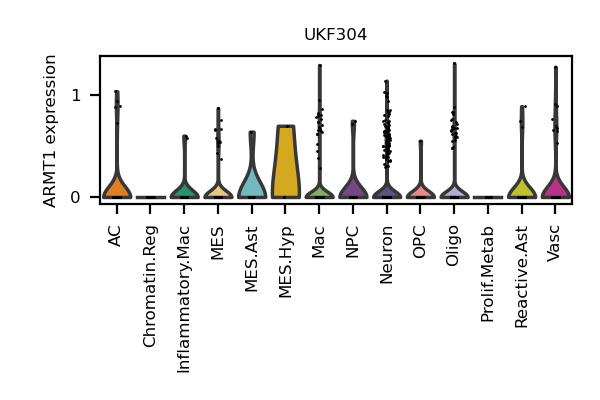 UKF304
ARMT1 expression
1
0
AC
Chromatin.Reg
Inflammatory.Mac
MES
MES.Ast
MES.Hyp
Mac
NPC
Neuron
OPC
Oligo
Prolif.Metab
Reactive.Ast
Vasc